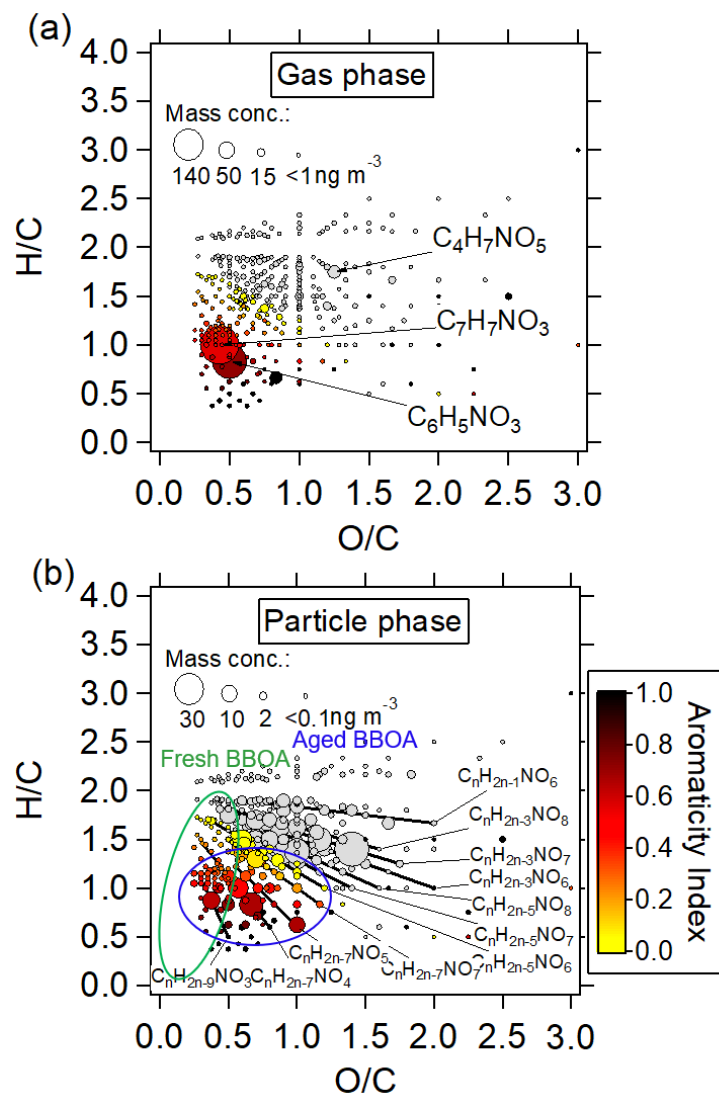 (a)
Gas phase
Mass conc.:
140 50 15 <1ng m⁻³
C₄H₇NO₅
C₇H₇NO₃
C₆H₅NO₃
4.0
3.5
3.0
2.5
2.0
1.5
1.0
0.5
0.0
H/C
0.0 0.5 1.0 1.5 2.0 2.5 3.0
O/C
(b)
Particle phase
Mass conc.:
30 10 2 <0.1ng m⁻³
Fresh BBOA
Aged BBOA
CₙH₂ₙ₋₁NO₆
CₙH₂ₙ₋₃NO₈
CₙH₂ₙ₋₃NO₇
CₙH₂ₙ₋₃NO₆
CₙH₂ₙ₋₅NO₈
CₙH₂ₙ₋₅NO₇
CₙH₂ₙ₋₅NO₆
CₙH₂ₙ₋₇NO₇
CₙH₂ₙ₋₇NO₅
CₙH₂ₙ₋₇NO₄
CₙH₂ₙ₋₉NO₃
4.0
3.5
3.0
2.5
2.0
1.5
1.0
0.5
0.0
H/C
0.0 0.5 1.0 1.5 2.0 2.5 3.0
O/C
1.0
0.8
0.6
0.4
0.2
0.0
Aromaticity Index